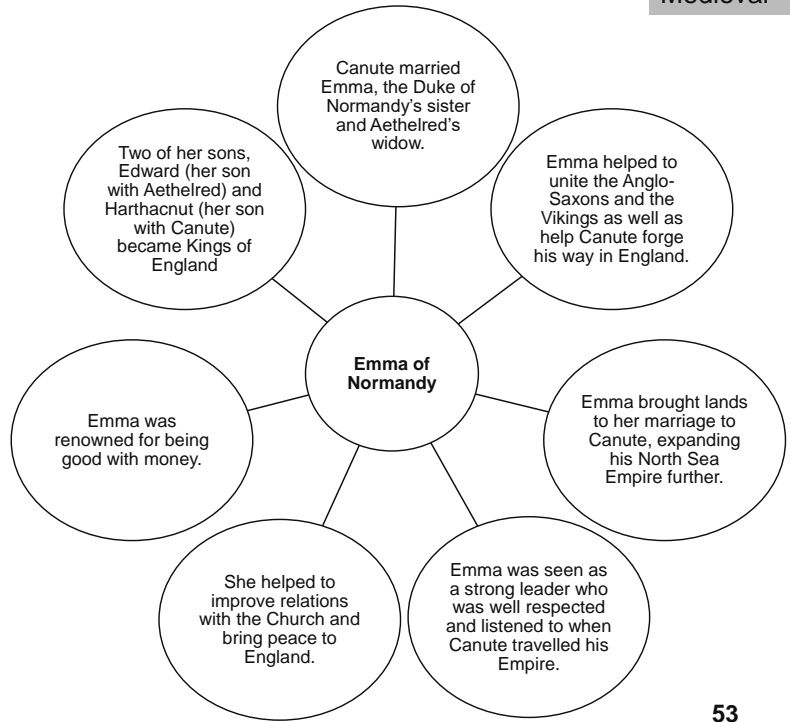 Medieval
Canute married
Emma, the Duke of
Normandy's sister
and Aethelred's
widow.
Emma helped to
unite the Anglo-
Saxons and the
Vikings as well as
help Canute forge
his way in England.
Emma brought lands
to her marriage to
Canute, expanding
his North Sea
Empire further.
Emma was seen as
a strong leader who
was well respected
and listened to when
Canute travelled his
Empire.
She helped to
improve relations
with the Church and
bring peace to
England.
Emma was
renowned for being
good with money.
Two of her sons,
Edward (her son
with Aethelred) and
Harthacnut (her son
with Canute)
became Kings of
England
Emma of
Normandy
53